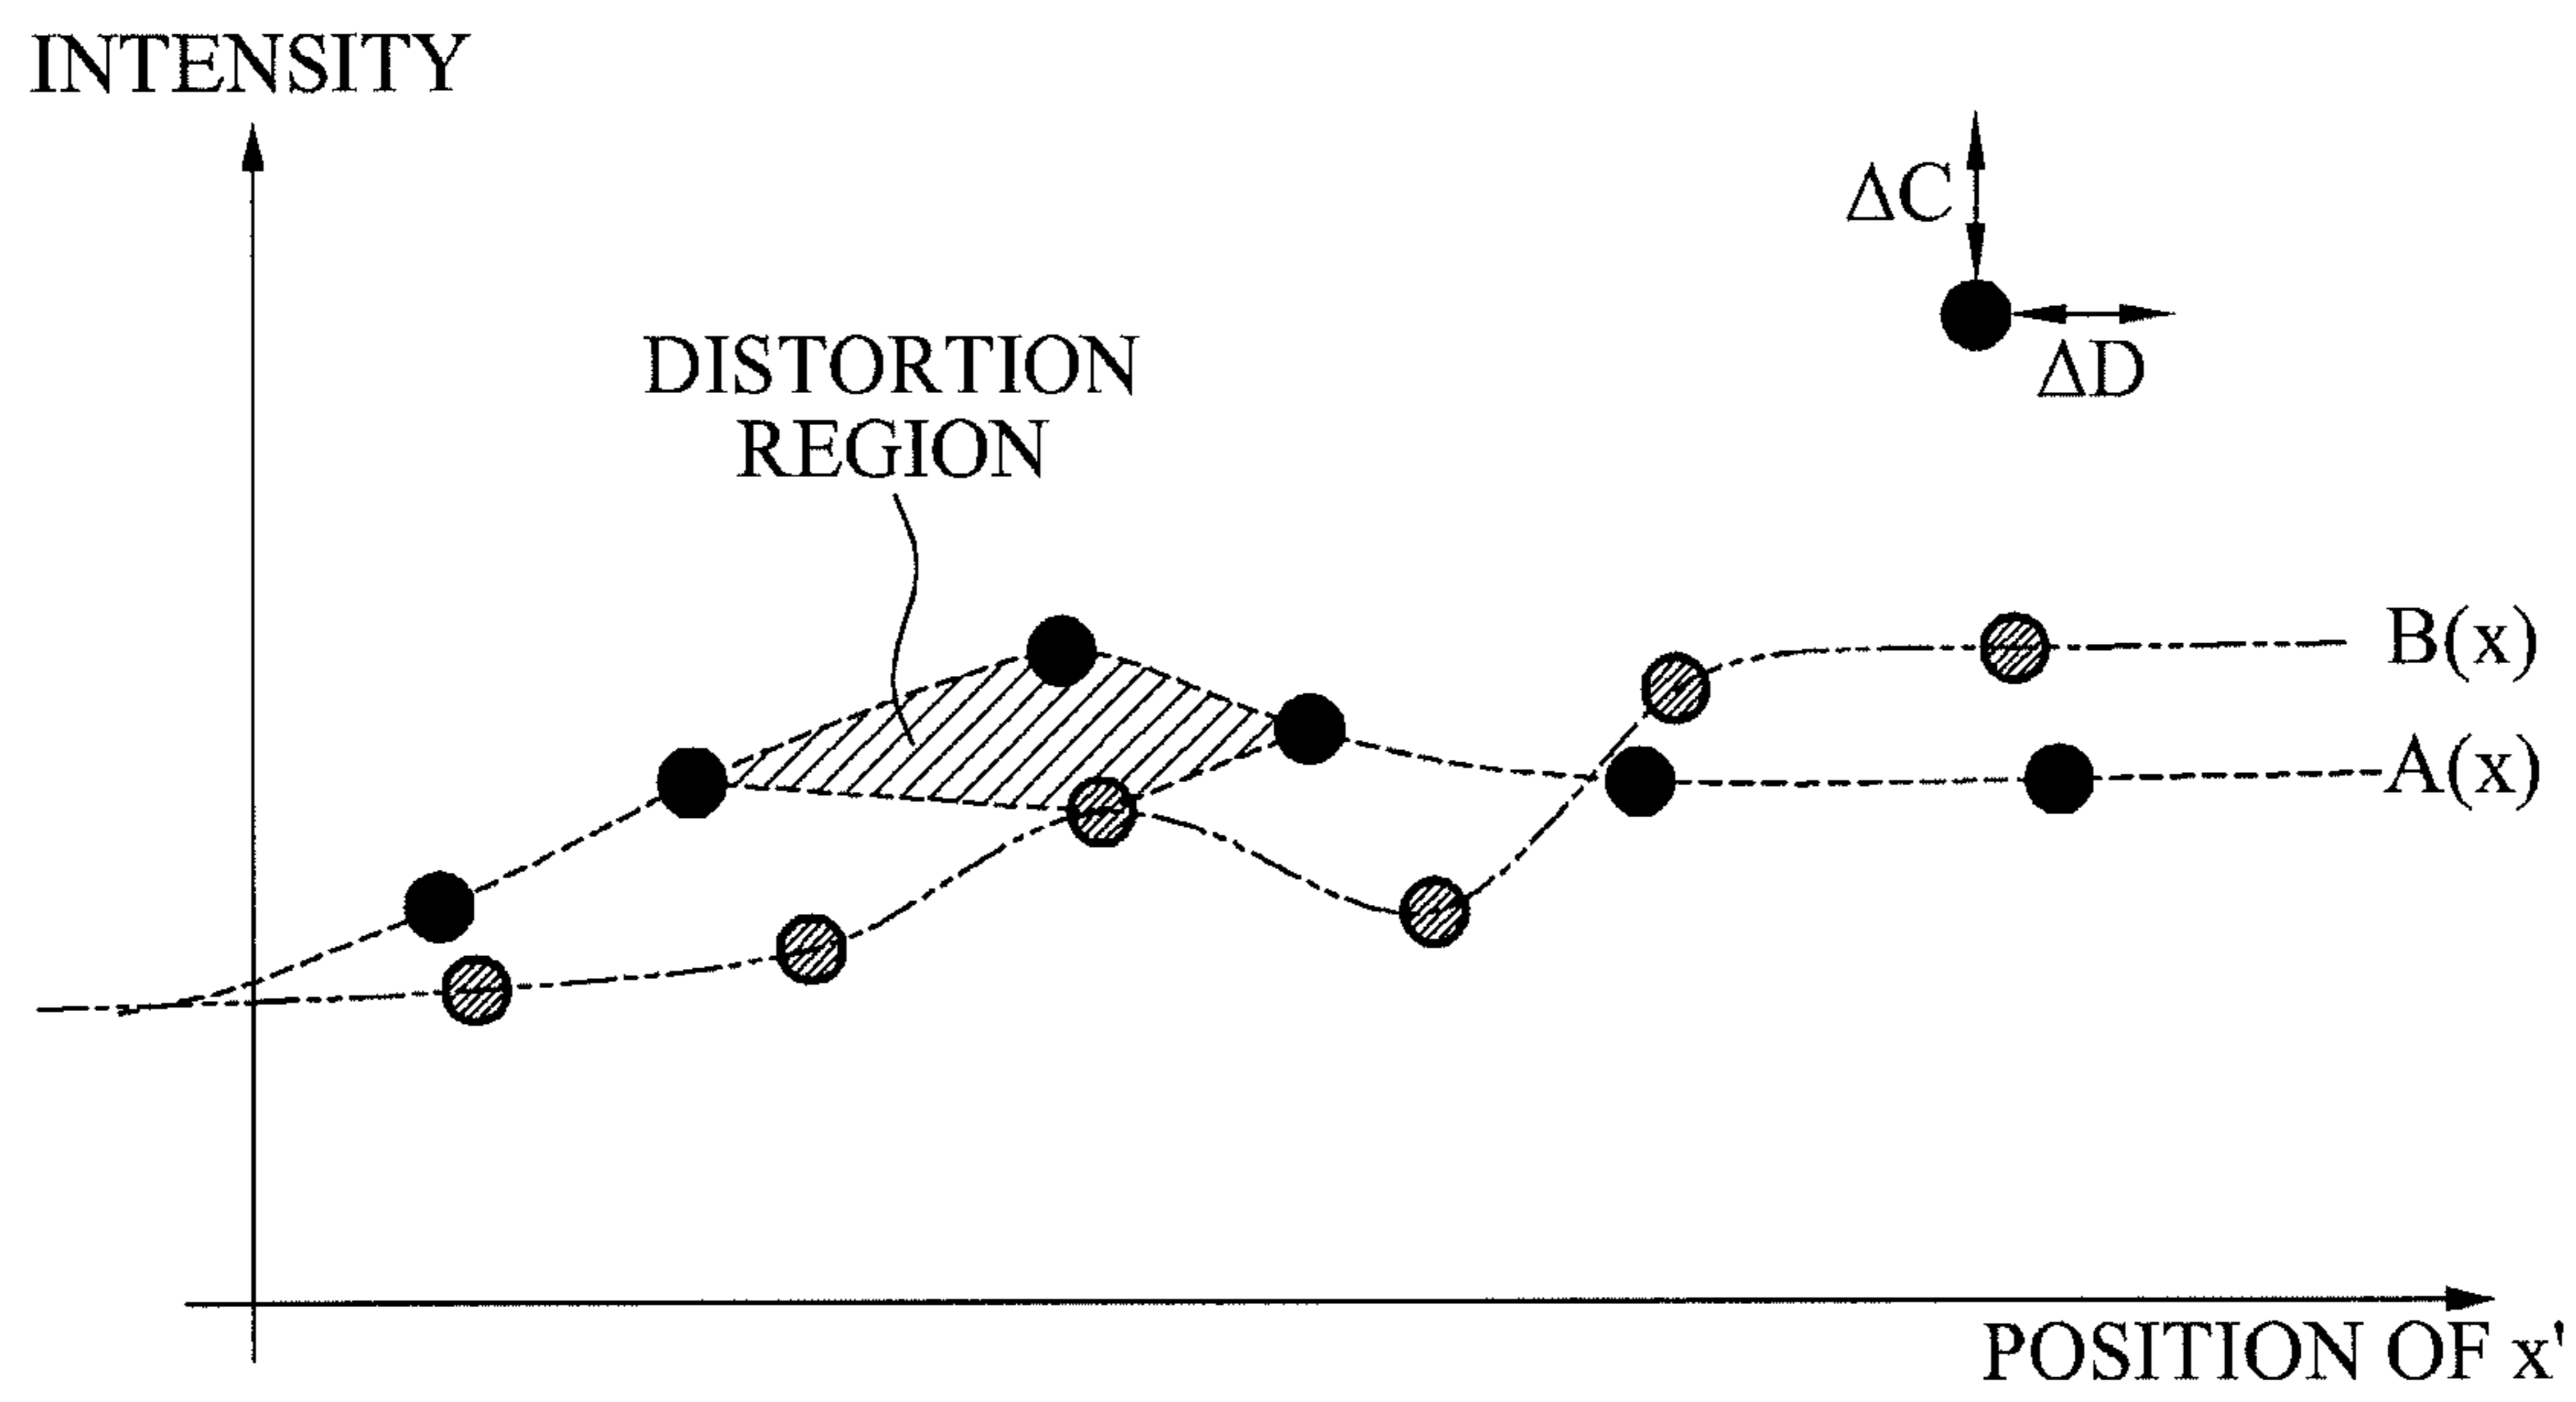 INTENSITY
ΔC
ΔD
DISTORTION
REGION
B(x)
A(x)
POSITION OF x'